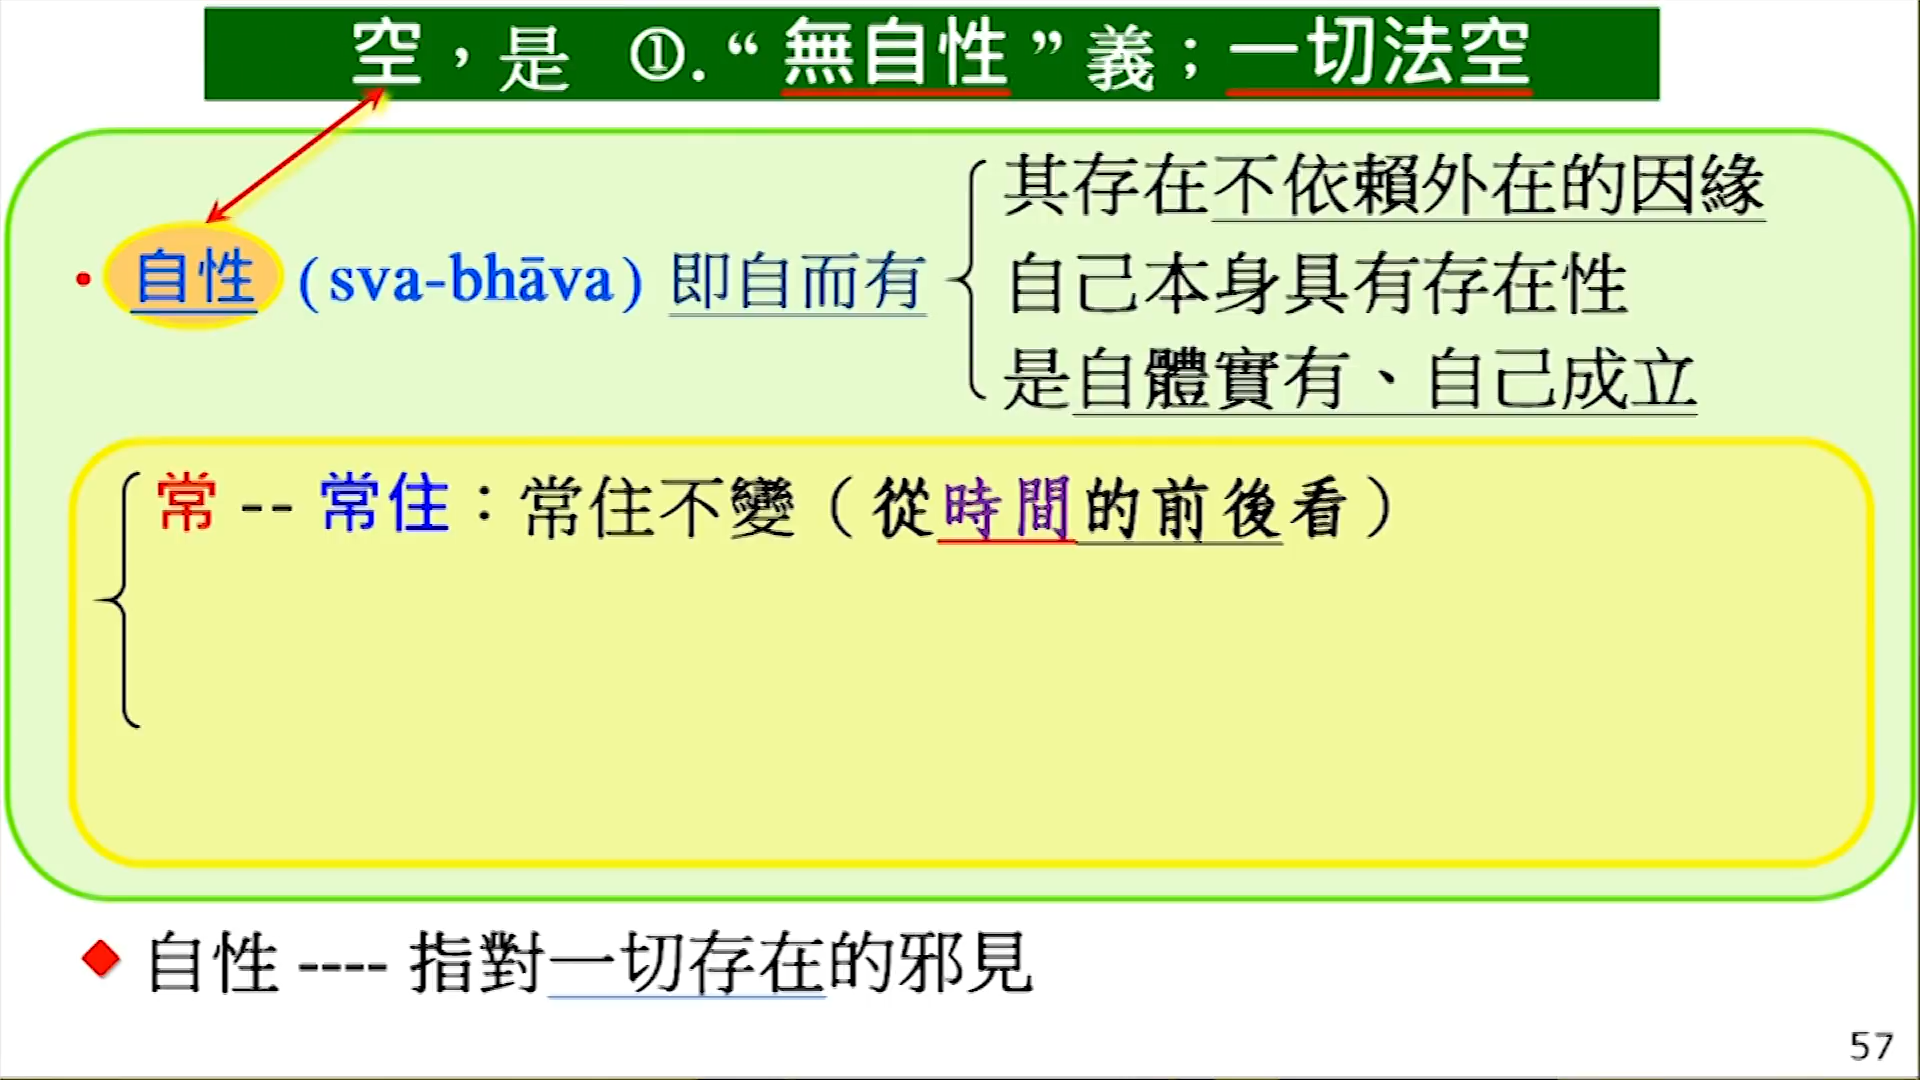 空，是 ①.“無自性”義；一切法空
• 自性 (sva-bhāva) 即自而有
其存在不依賴外在的因緣
自己本身具有存在性
是自體實有、自己成立
常 -- 常住：常住不變（從時間的前後看）
◆ 自性 ---- 指對一切存在的邪見
57